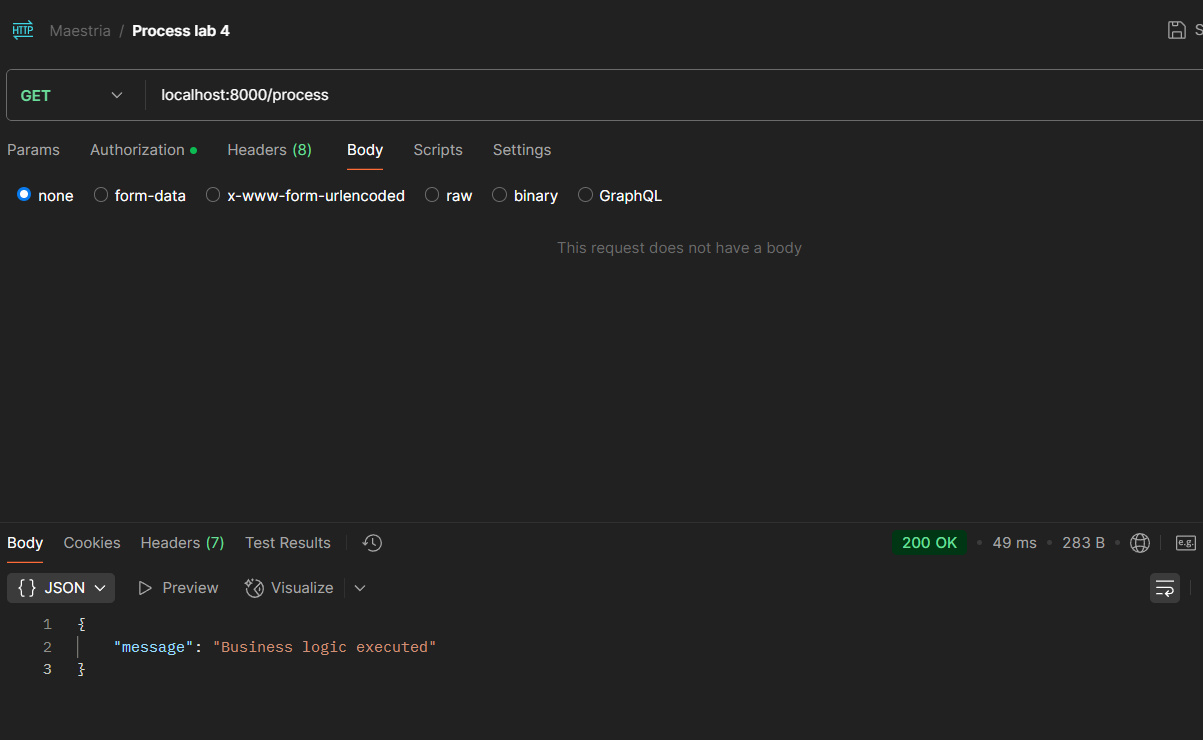 HTTP Maestria / Process lab 4 S
GET localhost:8000/process
Params Authorization Headers (8) Body Scripts Settings
none form-data x-www-form-urlencoded raw binary GraphQL
This request does not have a body
Body Cookies Headers (7) Test Results 200 OK 49 ms 283 B e.g.
{} JSON Preview Visualize
1 {
2 "message": "Business logic executed"
3 }